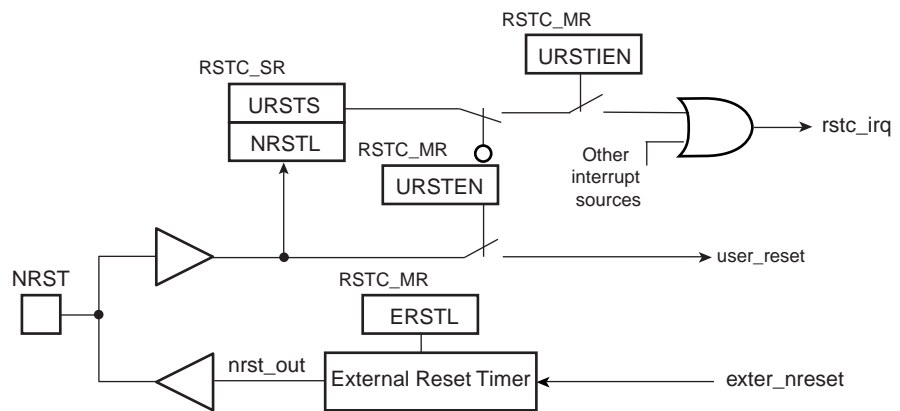 RSTC_MR
URSTIEN
RSTC_SR
URSTS
NRSTL
rstc_irq
RSTC_MR
URSTEN
Other
interrupt
sources
user_reset
NRST
RSTC_MR
ERSTL
nrst_out
External Reset Timer
exter_nreset